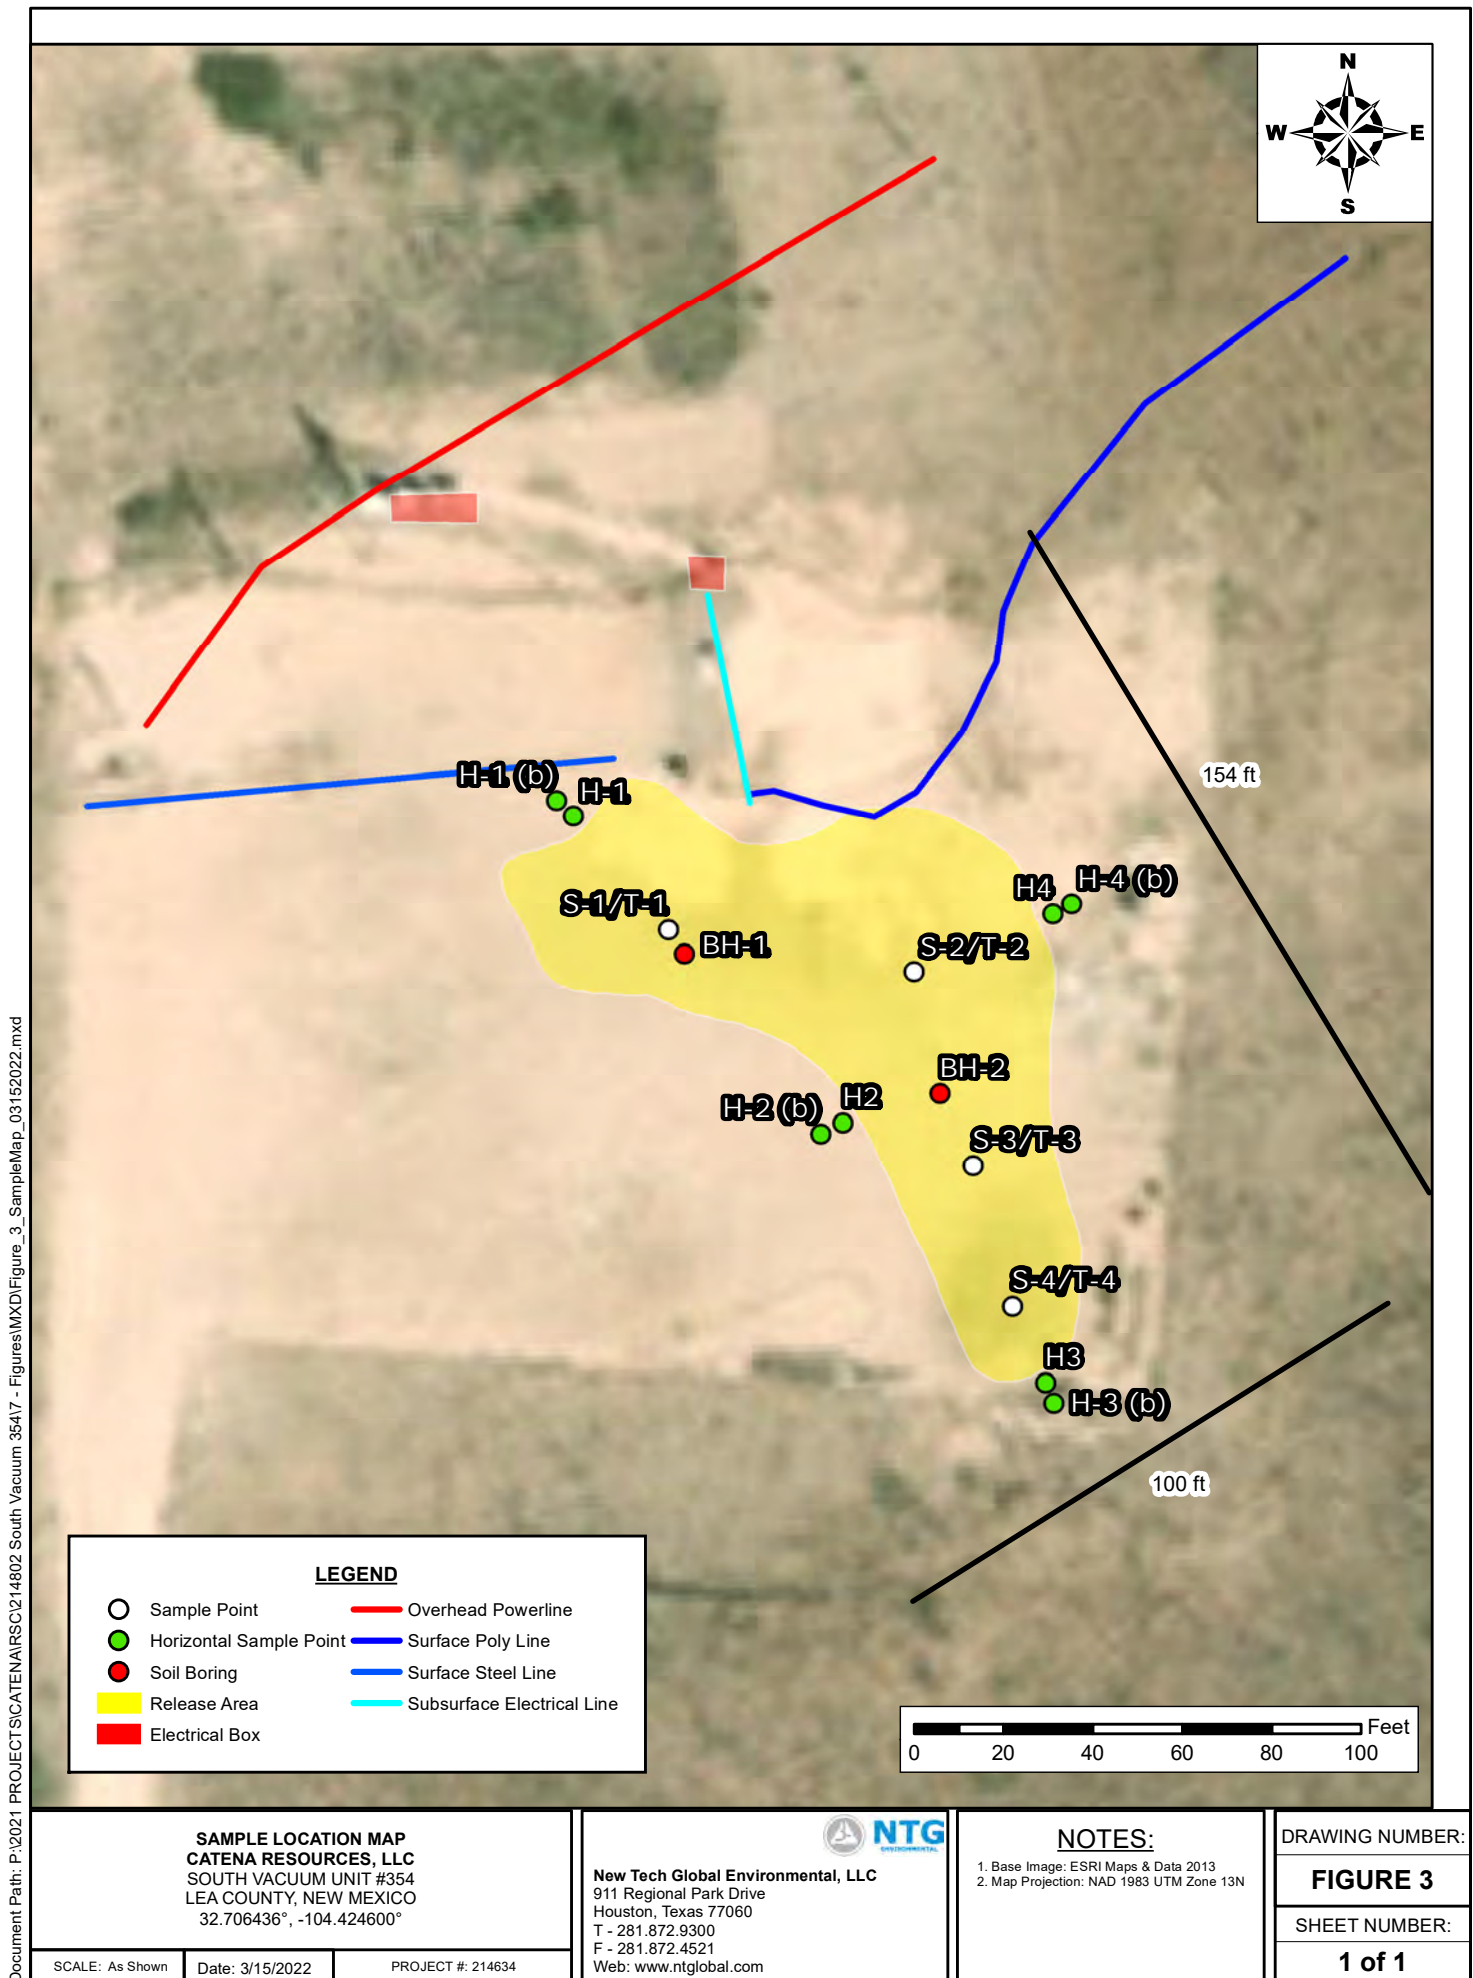 N
W E
S
154 ft
H-1 (b)
H-1
H4
H-4 (b)
S-1/T-1
BH-1
S-2/T-2
BH-2
H-2 (b)
H2
S-3/T-3
S-4/T-4
H3
H-3 (b)
100 ft
LEGEND
Sample Point
Horizontal Sample Point
Soil Boring
Release Area
Electrical Box
Overhead Powerline
Surface Poly Line
Surface Steel Line
Subsurface Electrical Line
Feet
0 20 40 60 80 100
Document Path: P:\2021 PROJECTS\CATENA\RSC\214802 South Vacuum 354\7 - Figures\MXD\Figure_3_SampleMap_03152022.mxd
SAMPLE LOCATION MAP
CATENA RESOURCES, LLC
SOUTH VACUUM UNIT #354
LEA COUNTY, NEW MEXICO
32.706436°, -104.424600°
SCALE: As Shown
Date: 3/15/2022
PROJECT #: 214634
NTG
ENVIRONMENTAL
New Tech Global Environmental, LLC
911 Regional Park Drive
Houston, Texas 77060
T - 281.872.9300
F - 281.872.4521
Web: www.ntglobal.com
NOTES:
1. Base Image: ESRI Maps & Data 2013
2. Map Projection: NAD 1983 UTM Zone 13N
DRAWING NUMBER:
FIGURE 3
SHEET NUMBER:
1 of 1